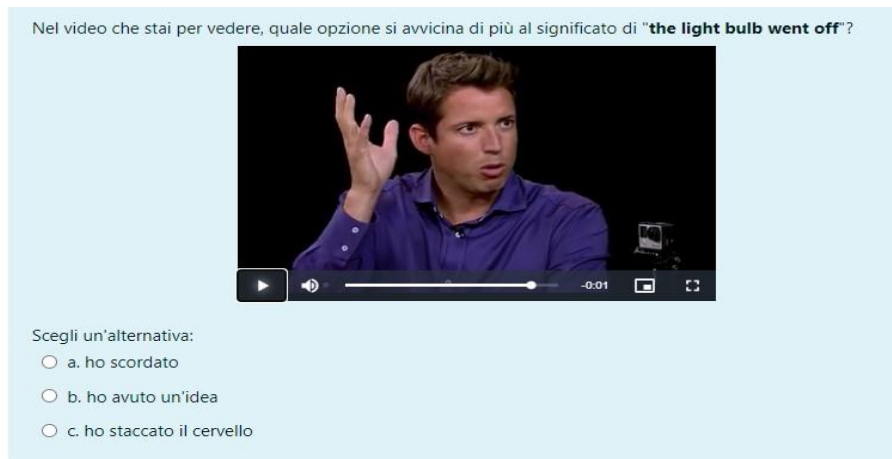 Nel video che stai per vedere, quale opzione si avvicina di più al significato di "the light bulb went off"?
-0:01
Scegli un'alternativa:
a. ho scordato
b. ho avuto un'idea
c. ho staccato il cervello